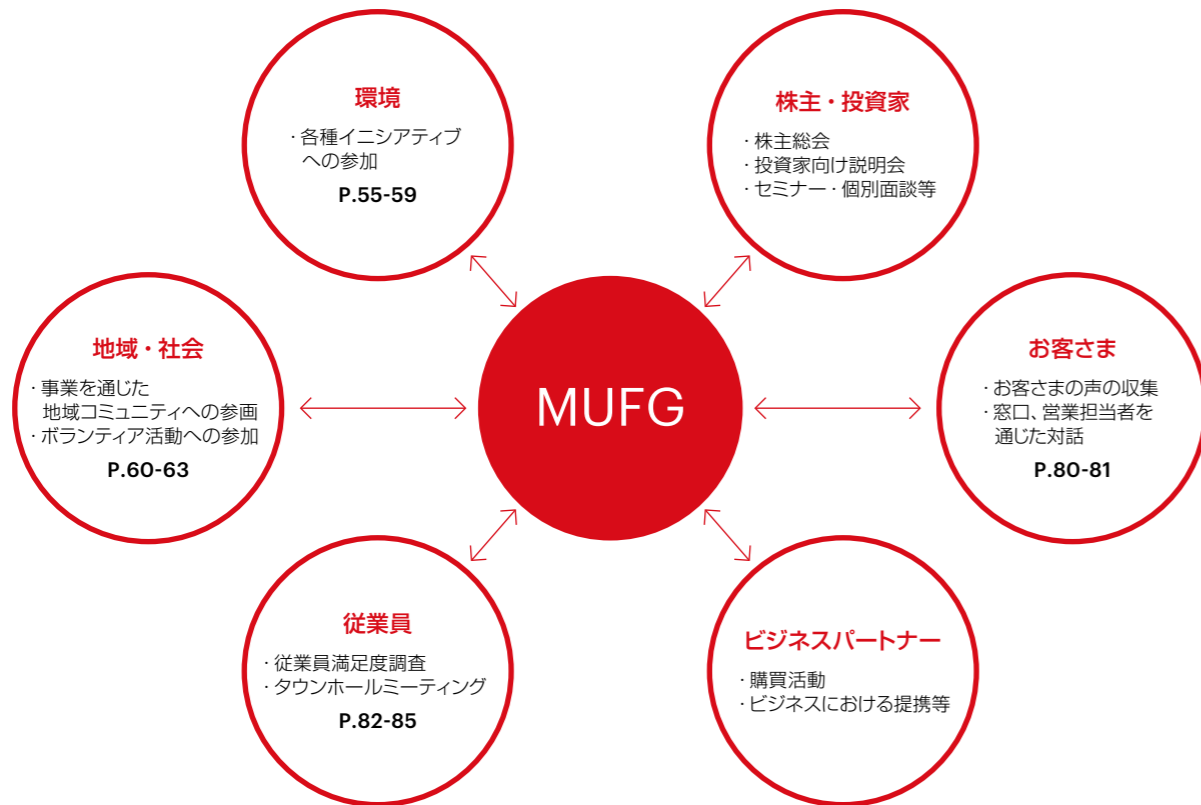 環境
・各種イニシアティブ
への参加
P.55-59
株主・投資家
・株主総会
・投資家向け説明会
・セミナー・個別面談等
地域・社会
・事業を通じた
地域コミュニティへの参画
・ボランティア活動への参加
P.60-63
MUFG
お客さま
・お客さまの声の収集
・窓口、営業担当者を
通じた対話
P.80-81
従業員
・従業員満足度調査
・タウンホールミーティング
P.82-85
ビジネスパートナー
・購買活動
・ビジネスにおける提携等